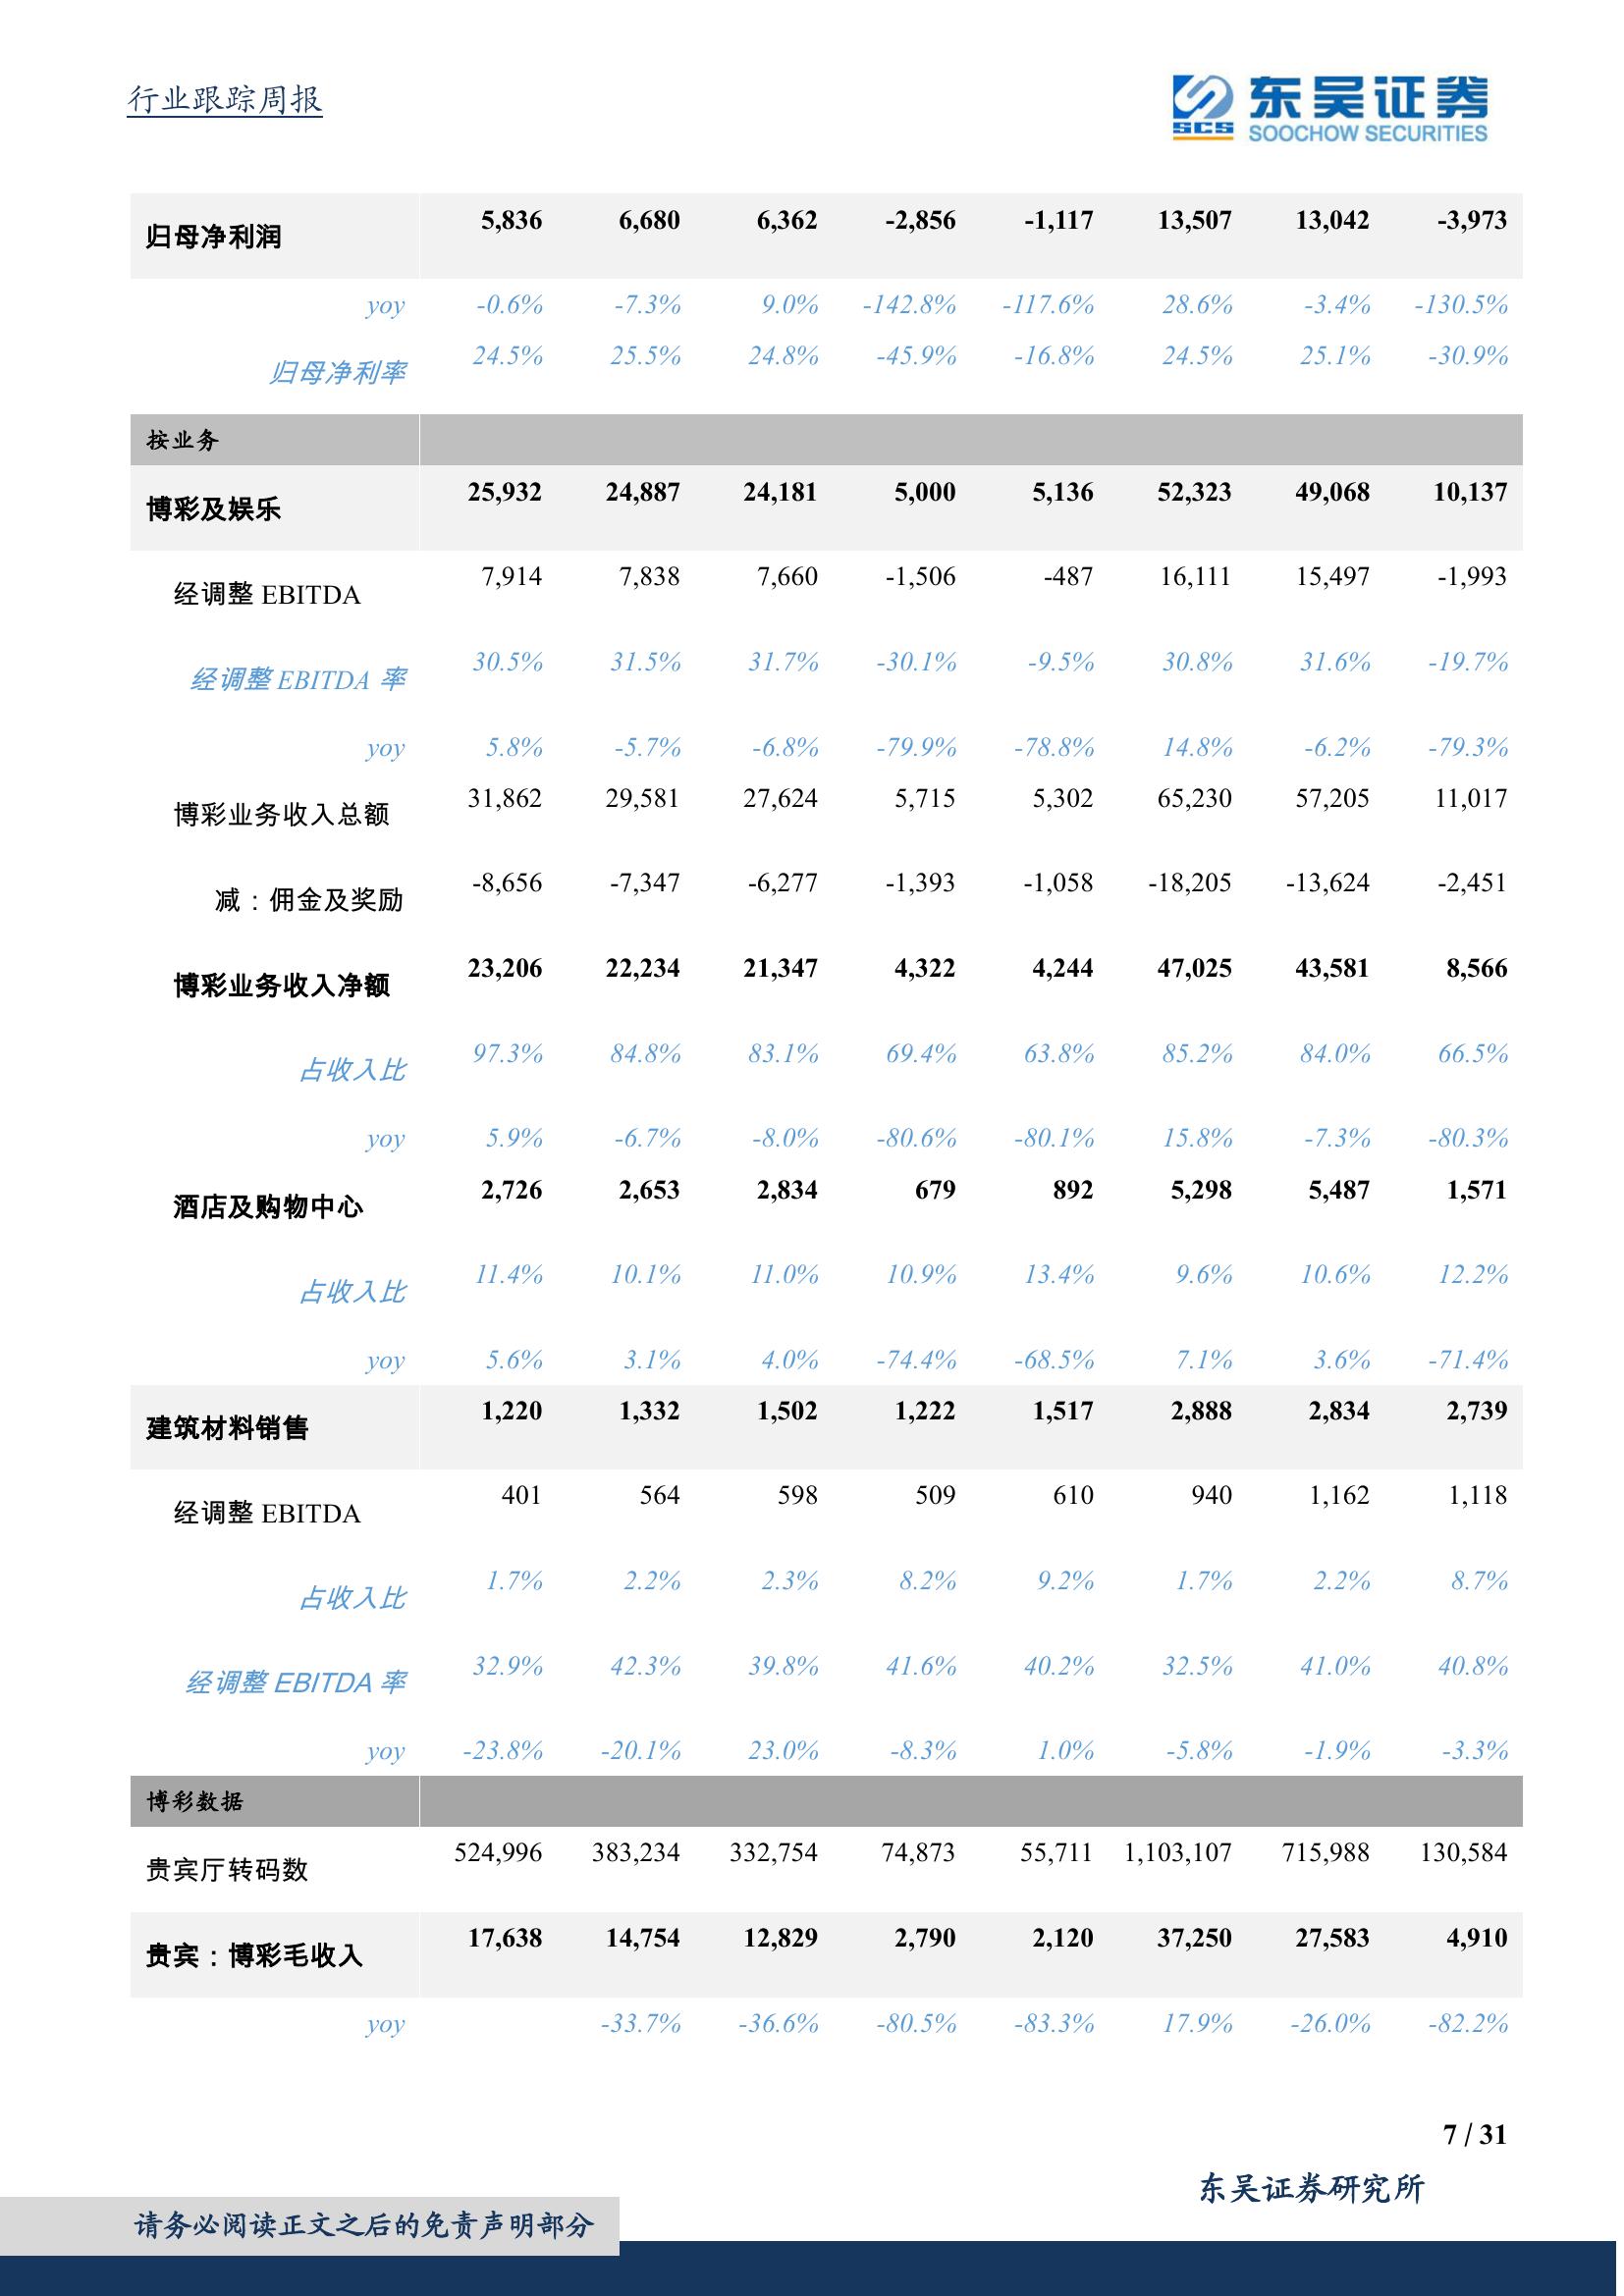 行业跟踪周报
SCS 东吴证券
SOOCHOW SECURITIES
归母净利润 5,836 6,680 6,362 -2,856 -1,117 13,507 13,042 -3,973
yoy -0.6% -7.3% 9.0% -142.8% -117.6% 28.6% -3.4% -130.5%
归母净利率 24.5% 25.5% 24.8% -45.9% -16.8% 24.5% 25.1% -30.9%
按业务
博彩及娱乐 25,932 24,887 24,181 5,000 5,136 52,323 49,068 10,137
经调整 EBITDA 7,914 7,838 7,660 -1,506 -487 16,111 15,497 -1,993
经调整 EBITDA 率 30.5% 31.5% 31.7% -30.1% -9.5% 30.8% 31.6% -19.7%
yoy 5.8% -5.7% -6.8% -79.9% -78.8% 14.8% -6.2% -79.3%
博彩业务收入总额 31,862 29,581 27,624 5,715 5,302 65,230 57,205 11,017
减：佣金及奖励 -8,656 -7,347 -6,277 -1,393 -1,058 -18,205 -13,624 -2,451
博彩业务收入净额 23,206 22,234 21,347 4,322 4,244 47,025 43,581 8,566
占收入比 97.3% 84.8% 83.1% 69.4% 63.8% 85.2% 84.0% 66.5%
yoy 5.9% -6.7% -8.0% -80.6% -80.1% 15.8% -7.3% -80.3%
酒店及购物中心 2,726 2,653 2,834 679 892 5,298 5,487 1,571
占收入比 11.4% 10.1% 11.0% 10.9% 13.4% 9.6% 10.6% 12.2%
yoy 5.6% 3.1% 4.0% -74.4% -68.5% 7.1% 3.6% -71.4%
建筑材料销售 1,220 1,332 1,502 1,222 1,517 2,888 2,834 2,739
经调整 EBITDA 401 564 598 509 610 940 1,162 1,118
占收入比 1.7% 2.2% 2.3% 8.2% 9.2% 1.7% 2.2% 8.7%
经调整 EBITDA 率 32.9% 42.3% 39.8% 41.6% 40.2% 32.5% 41.0% 40.8%
yoy -23.8% -20.1% 23.0% -8.3% 1.0% -5.8% -1.9% -3.3%
博彩数据
贵宾厅转码数 524,996 383,234 332,754 74,873 55,711 1,103,107 715,988 130,584
贵宾：博彩毛收入 17,638 14,754 12,829 2,790 2,120 37,250 27,583 4,910
yoy -33.7% -36.6% -80.5% -83.3% 17.9% -26.0% -82.2%
7 / 31
东吴证券研究所
请务必阅读正文之后的免责声明部分